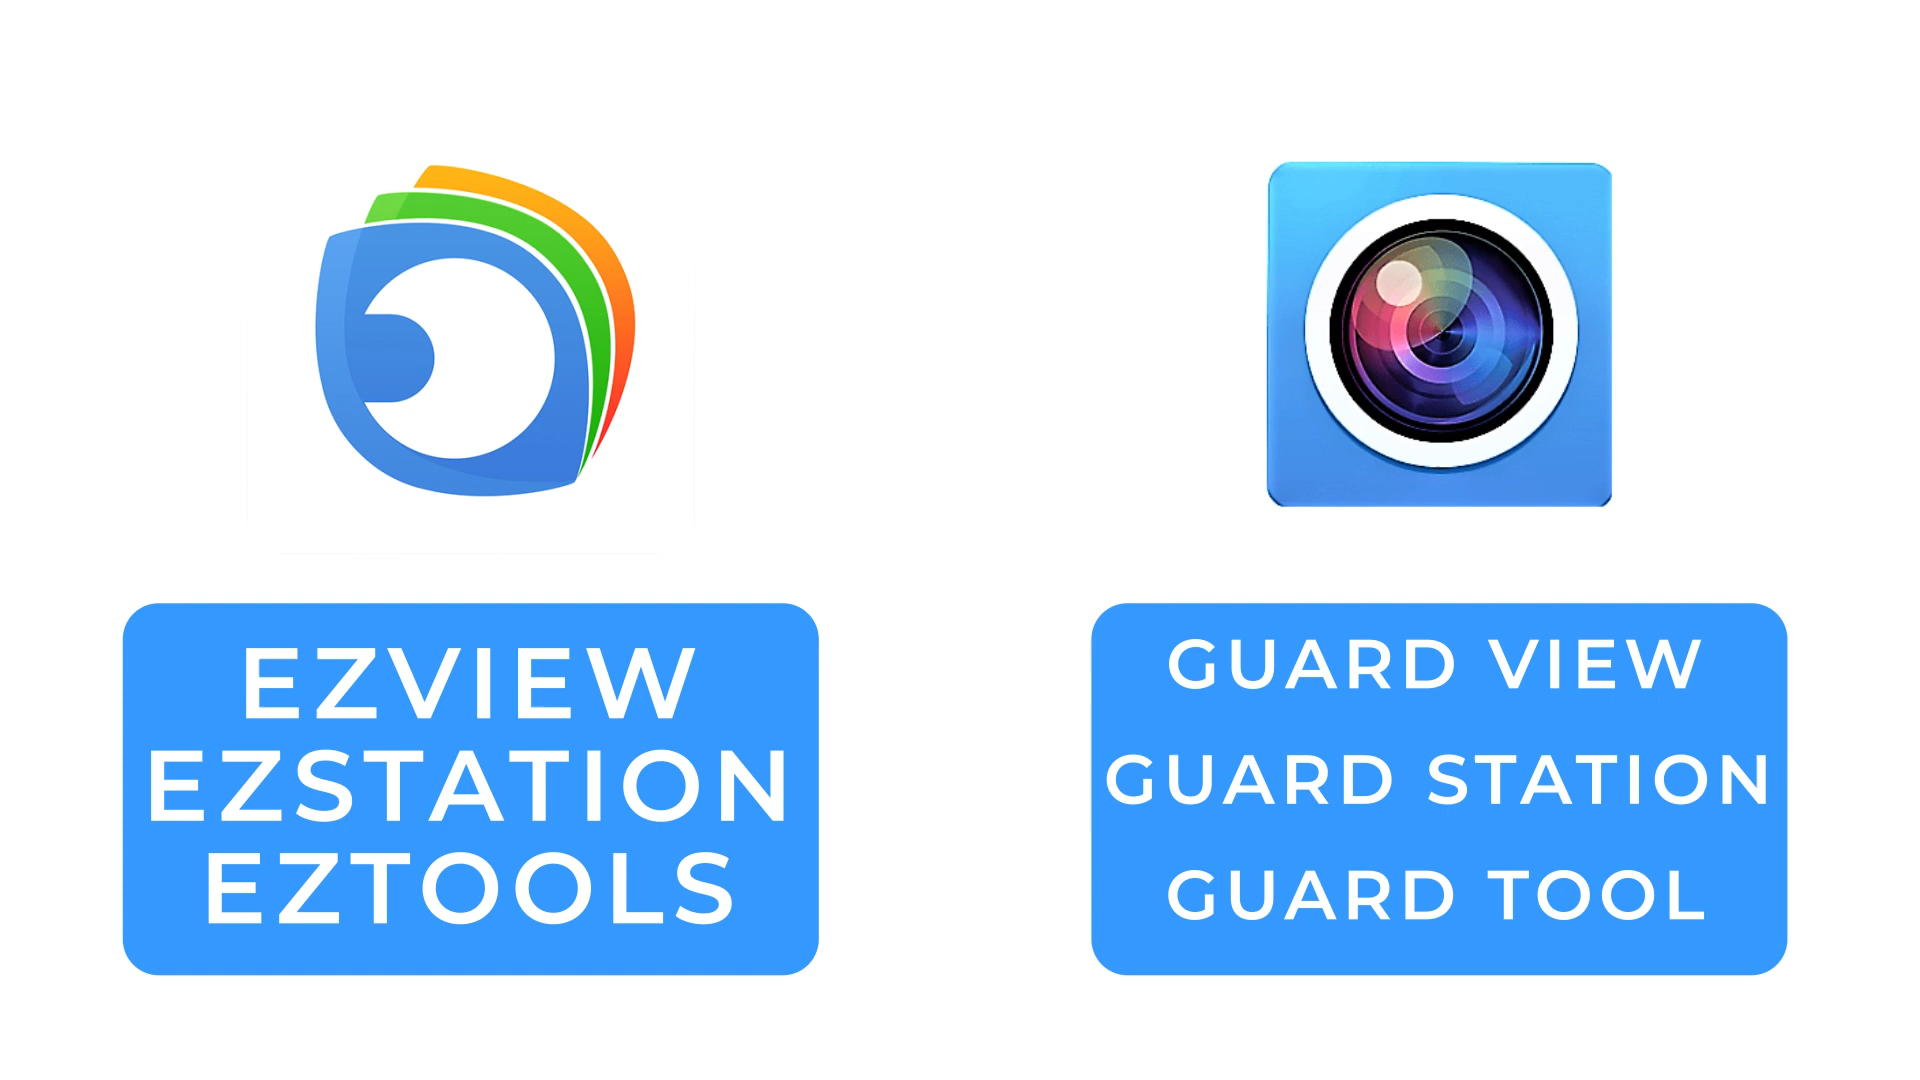 EZVIEW
EZSTATION
EZTOOLS
GUARD VIEW
GUARD STATION
GUARD TOOL